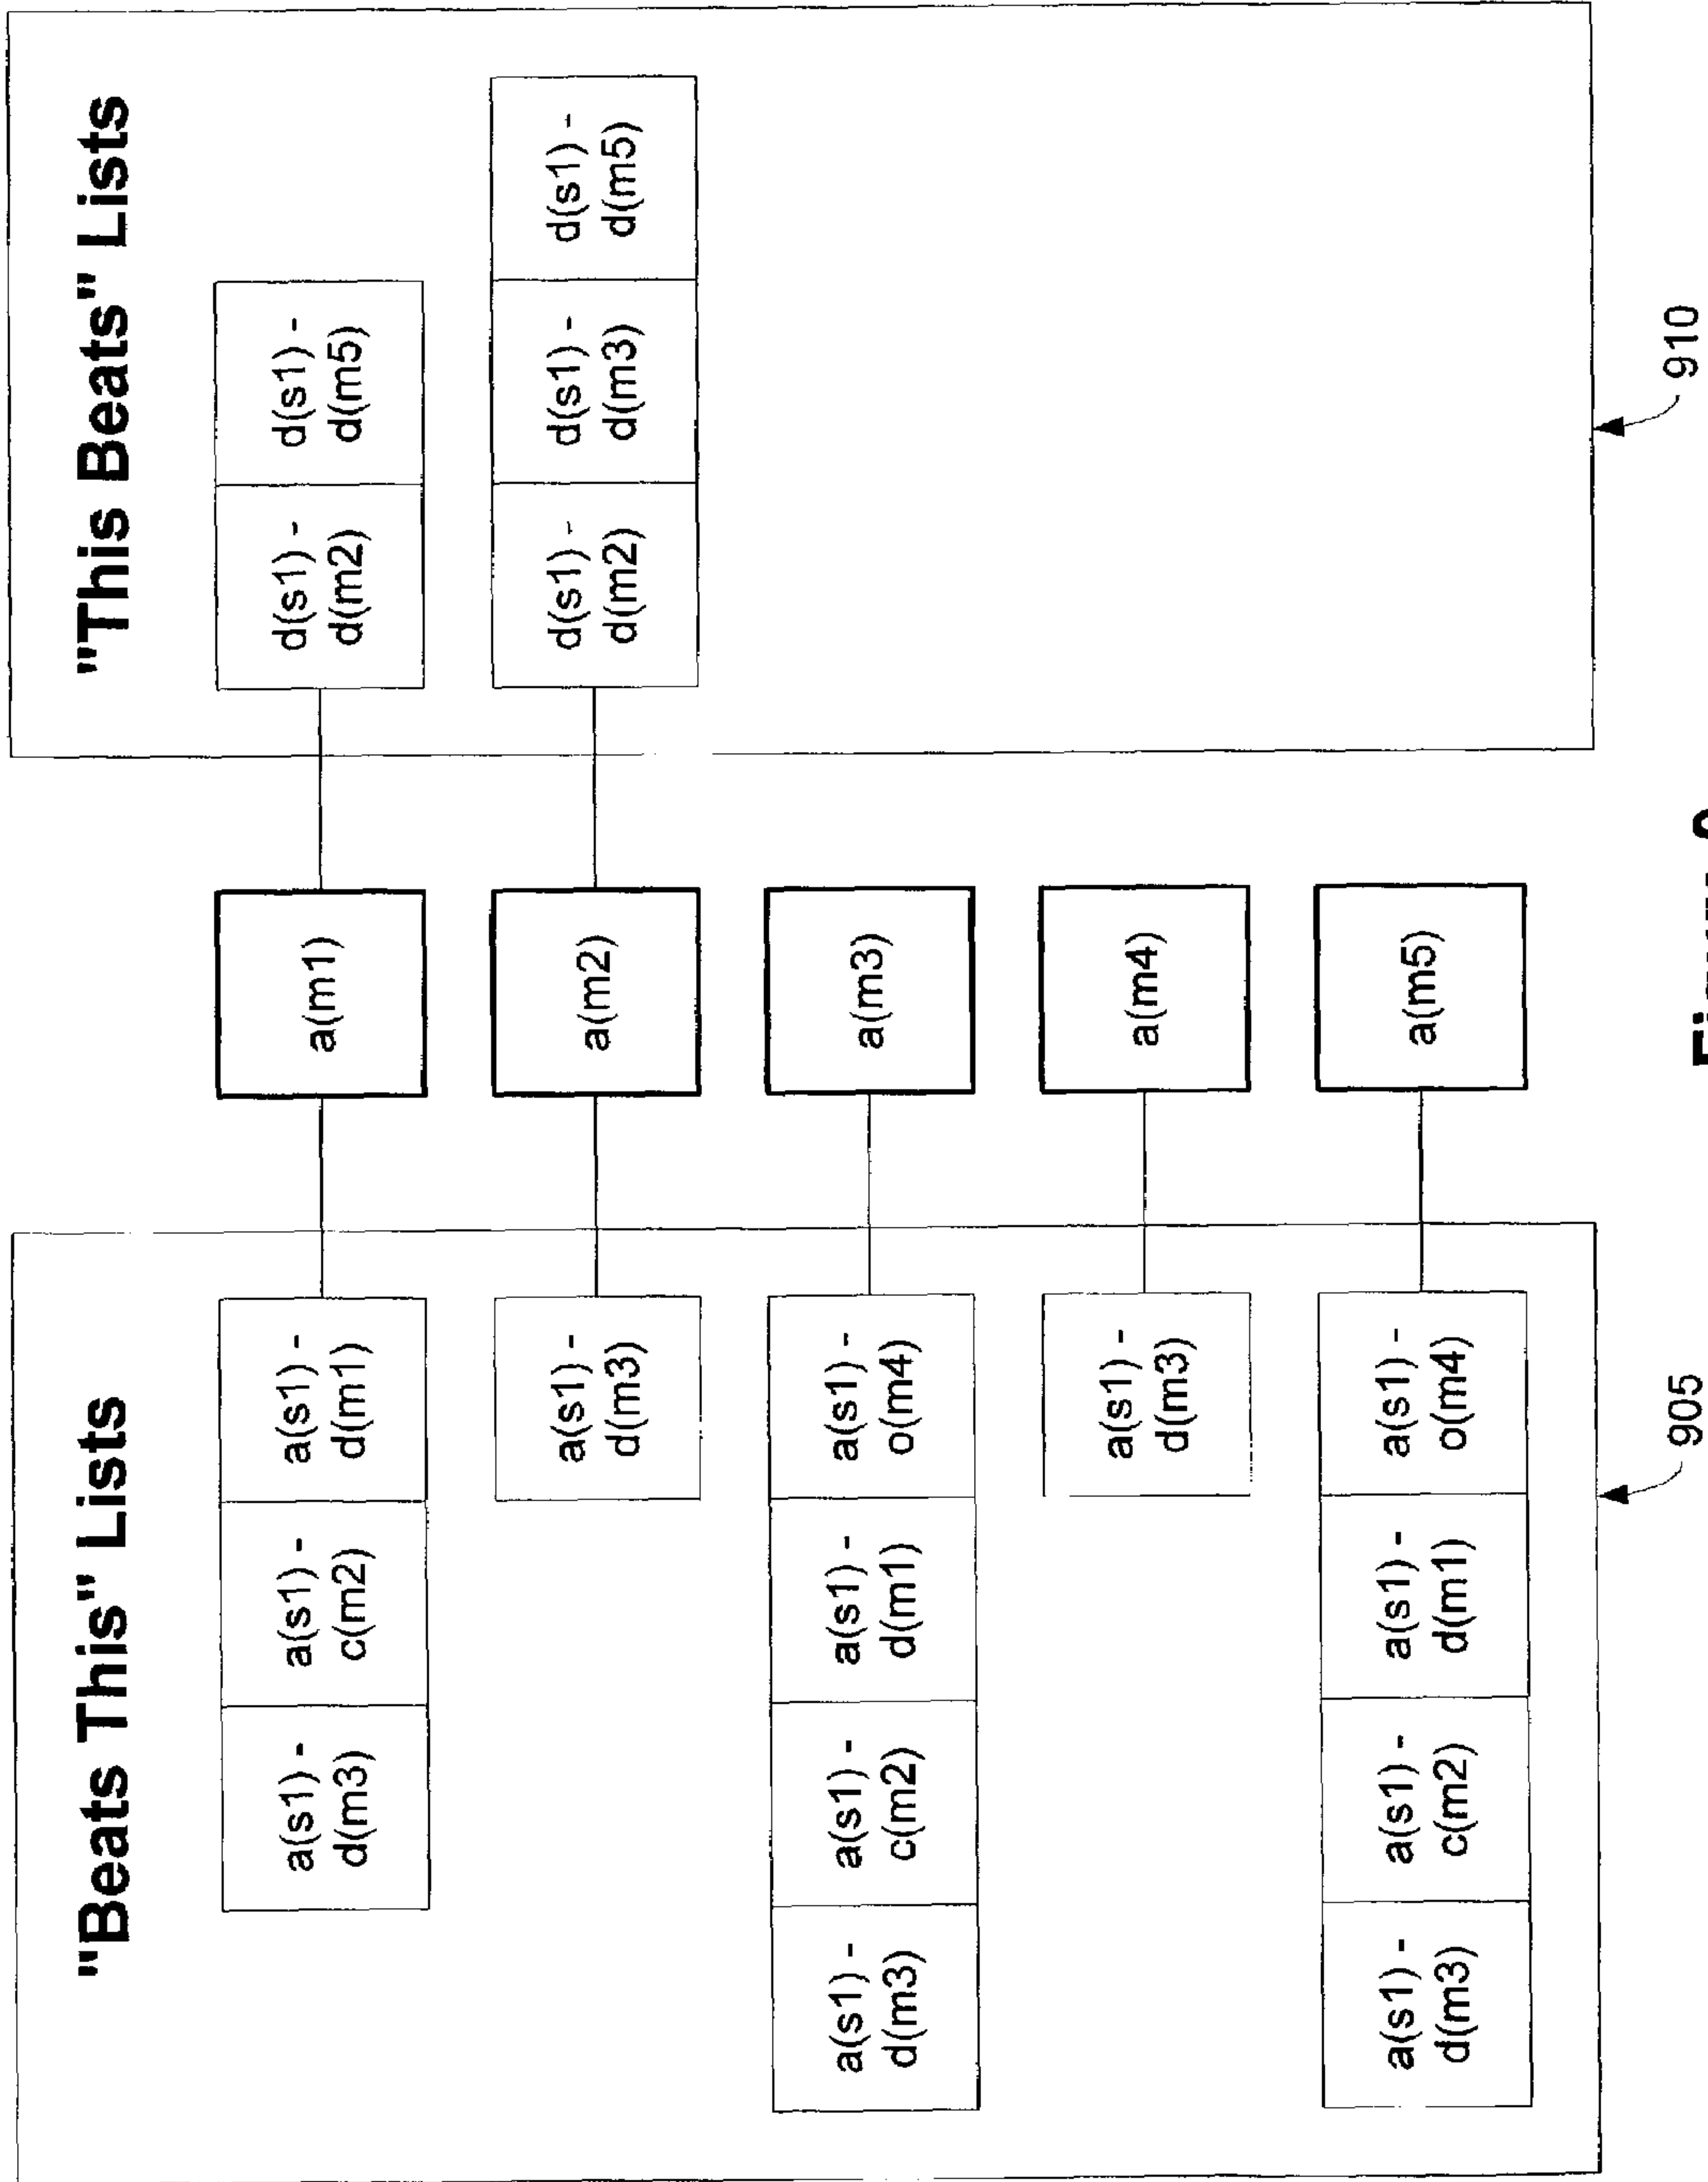 "Beats This" Lists
"This Beats" Lists
a(s1) -
d(m3)
a(s1) -
c(m2)
a(s1) -
d(m1)
a(m1)
d(s1) -
d(m2)
d(s1) -
d(m5)
a(s1) -
d(m3)
a(m2)
d(s1) -
d(m2)
d(s1) -
d(m3)
d(s1) -
d(m5)
a(s1) -
d(m3)
a(s1) -
c(m2)
a(s1) -
d(m1)
a(s1) -
o(m4)
a(m3)
a(s1) -
d(m3)
a(m4)
a(s1) -
d(m3)
a(s1) -
c(m2)
a(s1) -
d(m1)
a(s1) -
o(m4)
a(m5)
905
910